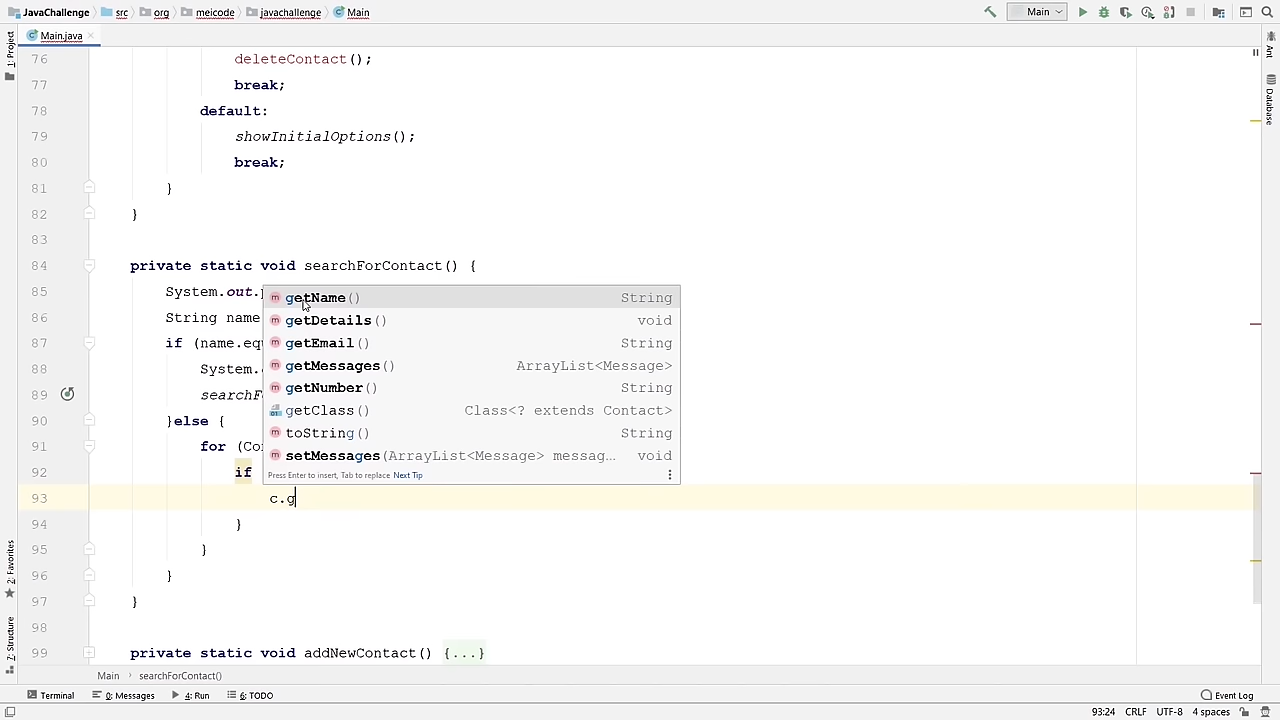 JavaChallenge src org meicode javachallenge Main Main
Main.java
76 deleteContact();
77 break;
78 default:
79 showInitialOptions();
80 break;
81 }
82 }
83
84 private static void searchForContact() {
85 System.out.
86 String name
87 if (name.eq
88 System.
89 searchF
90 }else {
91 for (Co
92 if
93 c.g
94 }
95 }
96 }
97 }
98
99 private static void addNewContact() {...}
getName() String
getDetails() void
getEmail() String
getMessages() ArrayList<Message>
getNumber() String
getClass() Class<? extends Contact>
toString() String
setMessages(ArrayList<Message> messag... void
Press Enter to insert, Tab to replace Next Tip
1: Project
2: Favorites
7: Structure
Ant
Database
Main searchForContact()
Terminal 0: Messages 4: Run 6: TODO Event Log
93:24 CRLF UTF-8 4 spaces